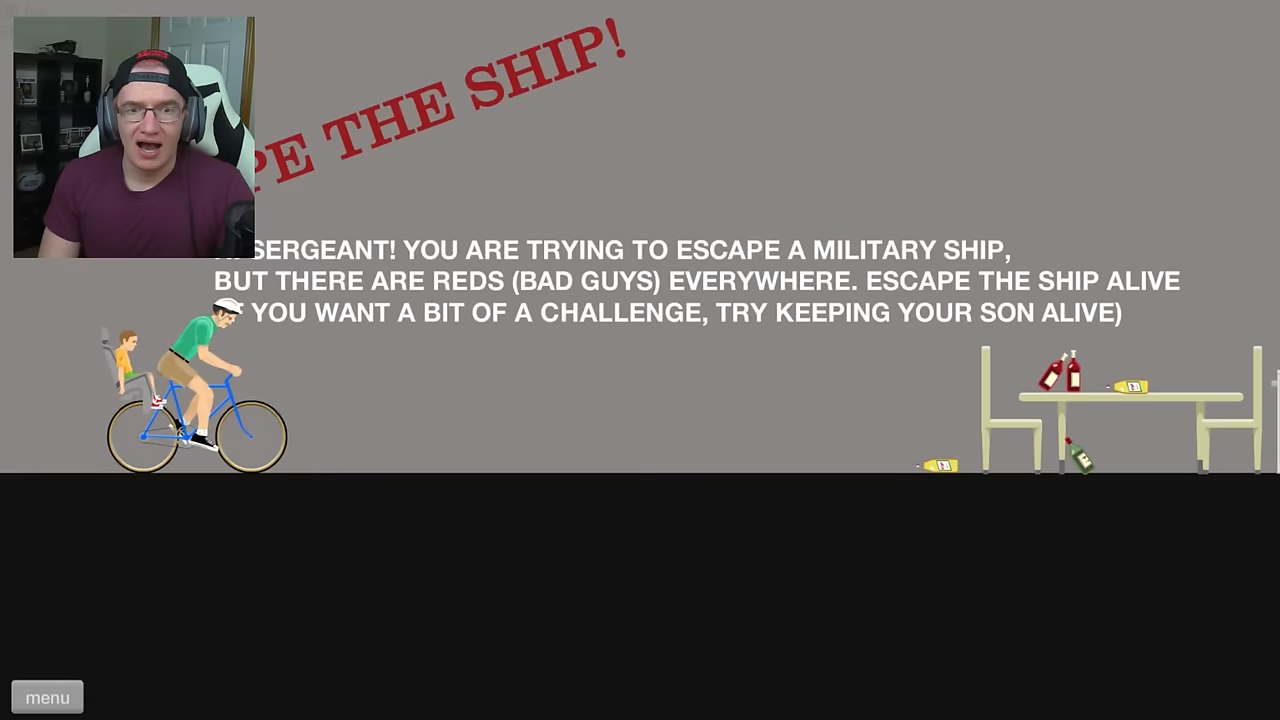 PE THE SHIP!
SERGEANT! YOU ARE TRYING TO ESCAPE A MILITARY SHIP,
BUT THERE ARE REDS (BAD GUYS) EVERYWHERE. ESCAPE THE SHIP ALIVE
YOU WANT A BIT OF A CHALLENGE, TRY KEEPING YOUR SON ALIVE)
menu